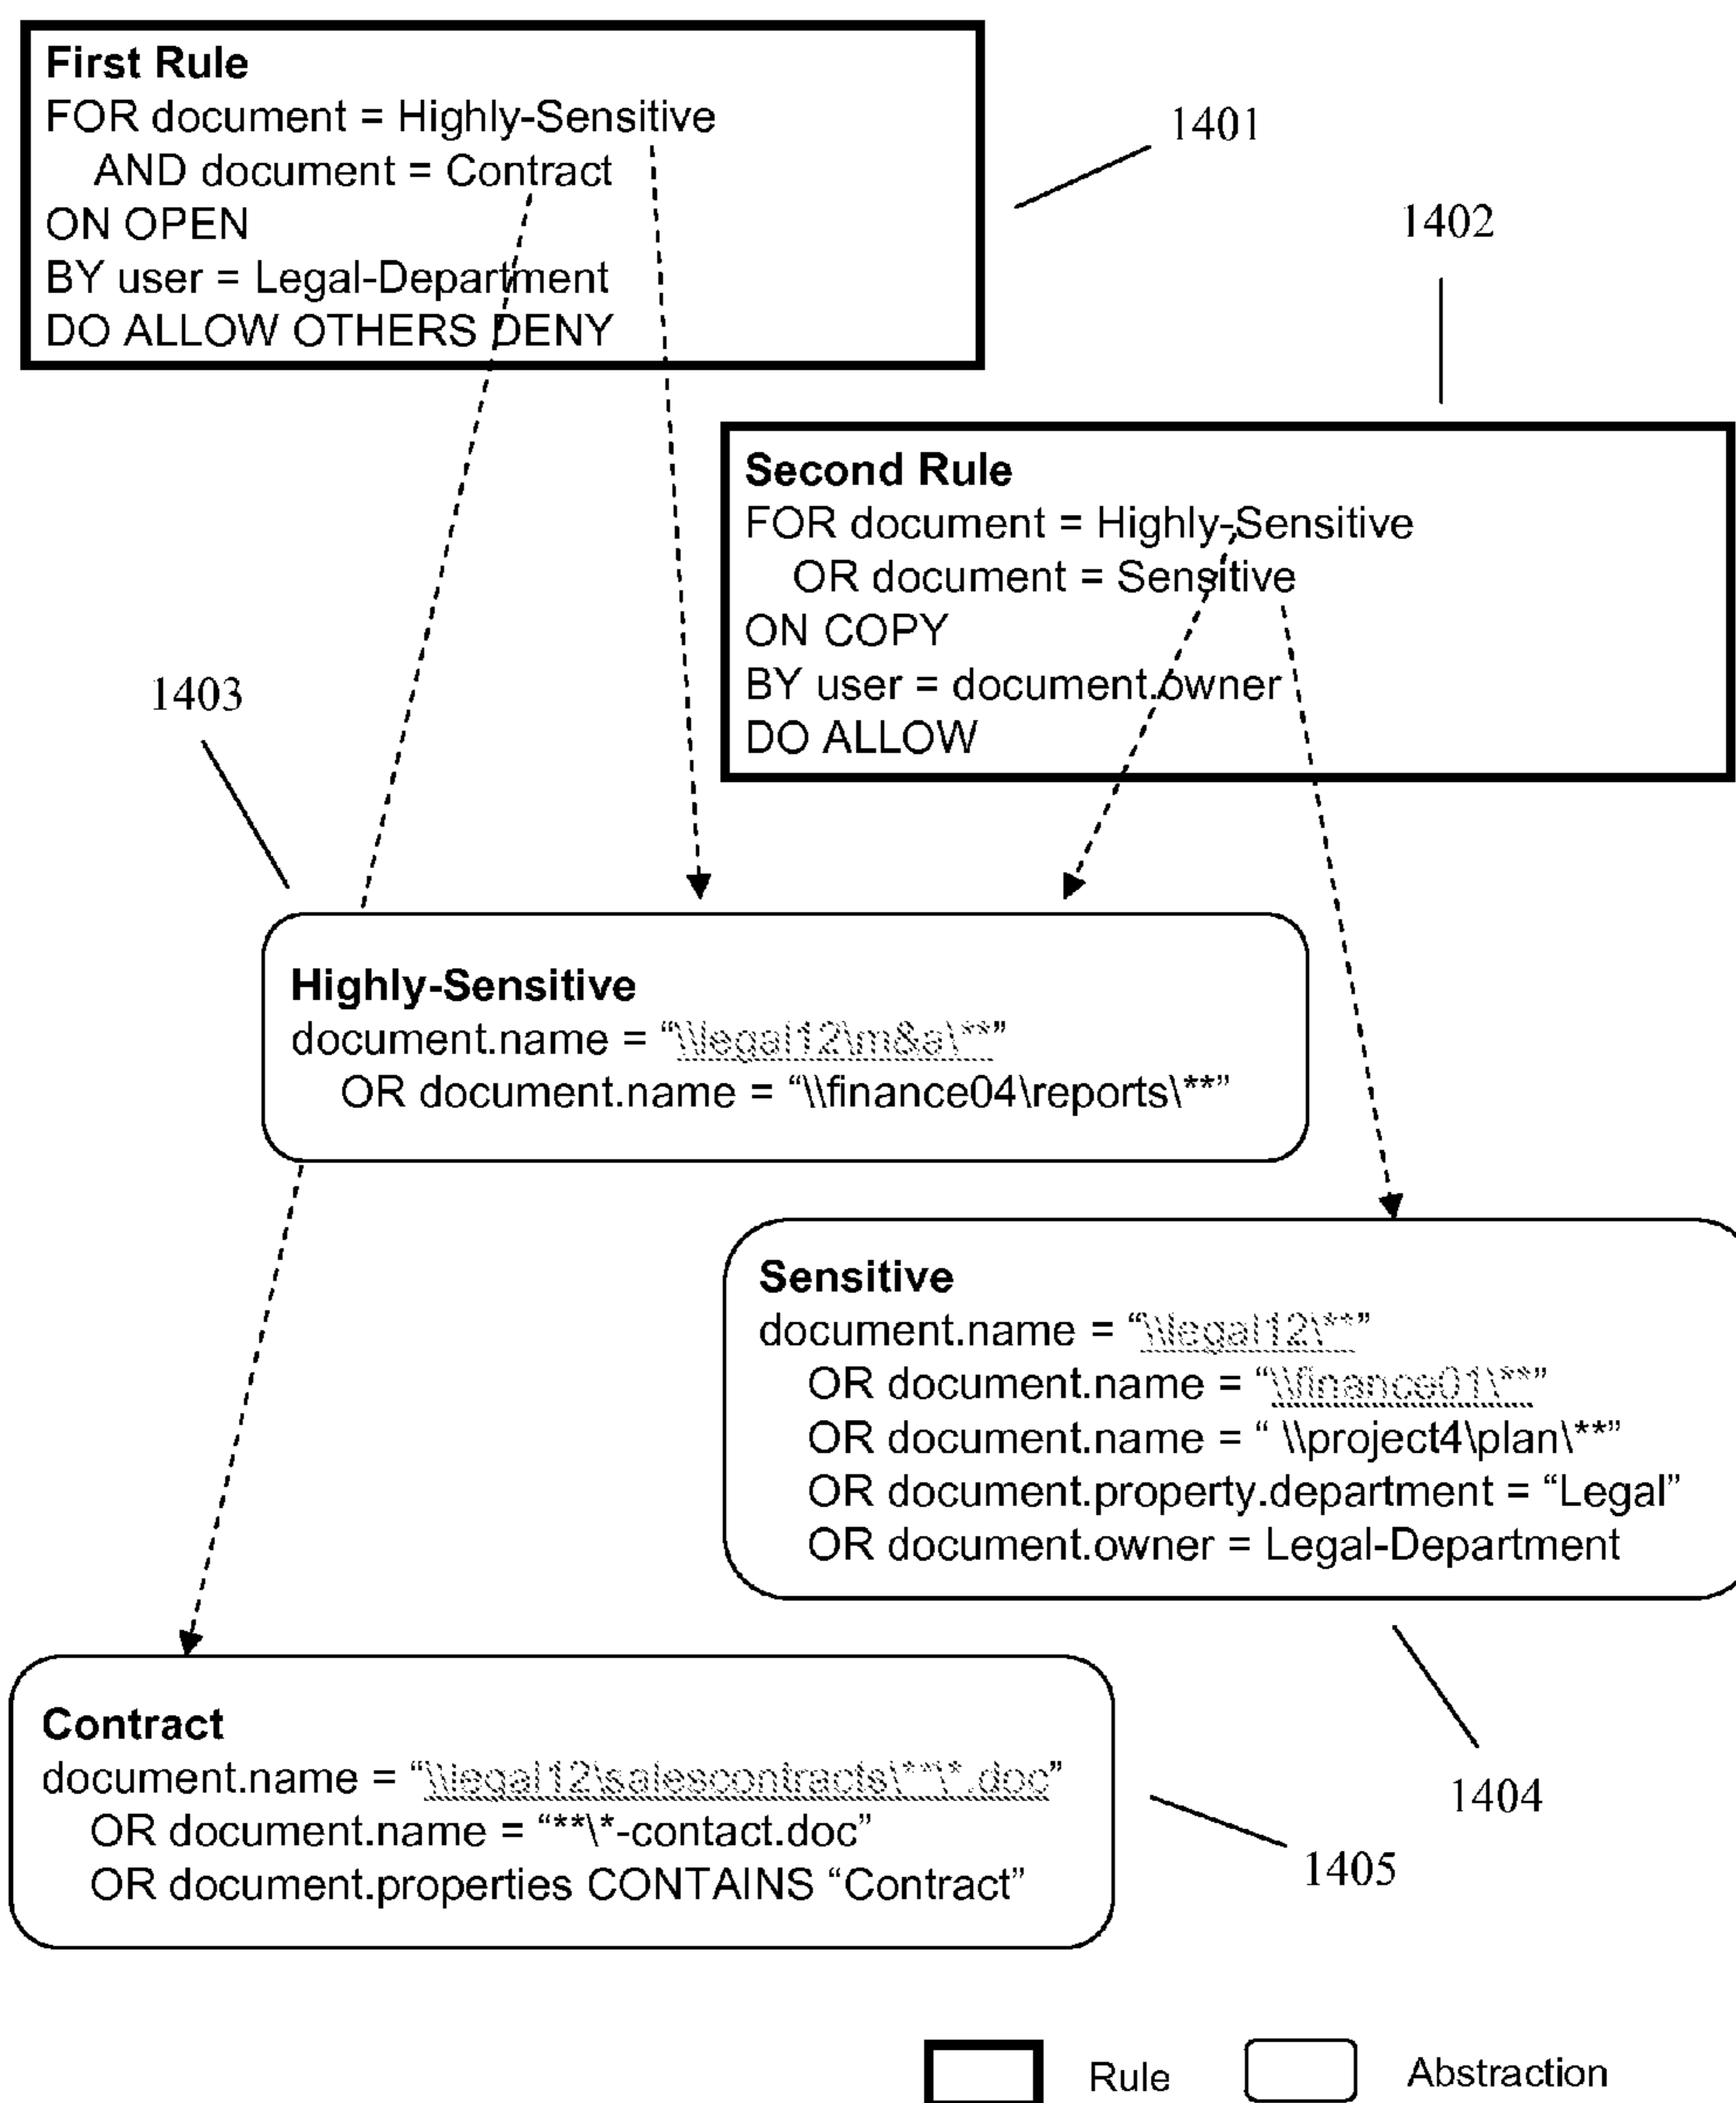 First Rule
FOR document = Highly-Sensitive
AND document = Contract
ON OPEN
BY user = Legal-Department
DO ALLOW OTHERS DENY
1401
1402
Second Rule
FOR document = Highly-Sensitive
OR document = Sensitive
ON COPY
BY user = document.owner
DO ALLOW
1403
Highly-Sensitive
document.name = “\\legal12\m&a\**”
OR document.name = “\\finance04\reports\**”
Sensitive
document.name = “\\legal12\**”
OR document.name = “\\finance01\**”
OR document.name = “ \\project4\plan\**”
OR document.property.department = “Legal”
OR document.owner = Legal-Department
1404
Contract
document.name = “\\legal12\salescontracts\**\*.doc”
OR document.name = “**\*-contact.doc”
OR document.properties CONTAINS “Contract”
1405
Rule
Abstraction